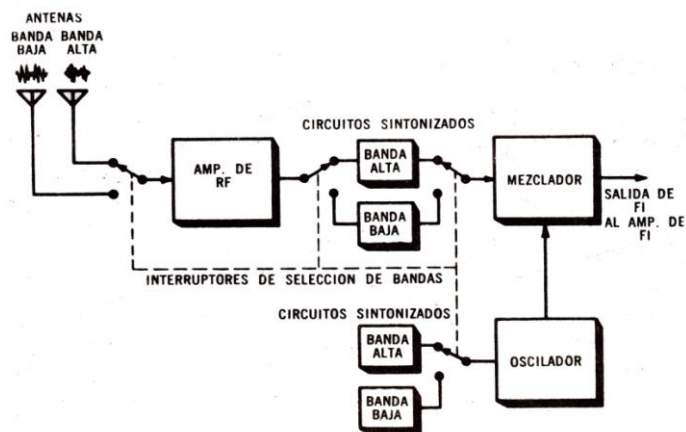 ANTENAS
BANDA BANDA
BAJA ALTA
CIRCUITOS SINTONIZADOS
AMP. DE
RF
BANDA
ALTA
BANDA
BAJA
MEZCLADOR
SALIDA DE
FI
AL AMP. DE
FI
INTERRUPTORES DE SELECCION DE BANDAS
CIRCUITOS SINTONIZADOS
BANDA
ALTA
BANDA
BAJA
OSCILADOR